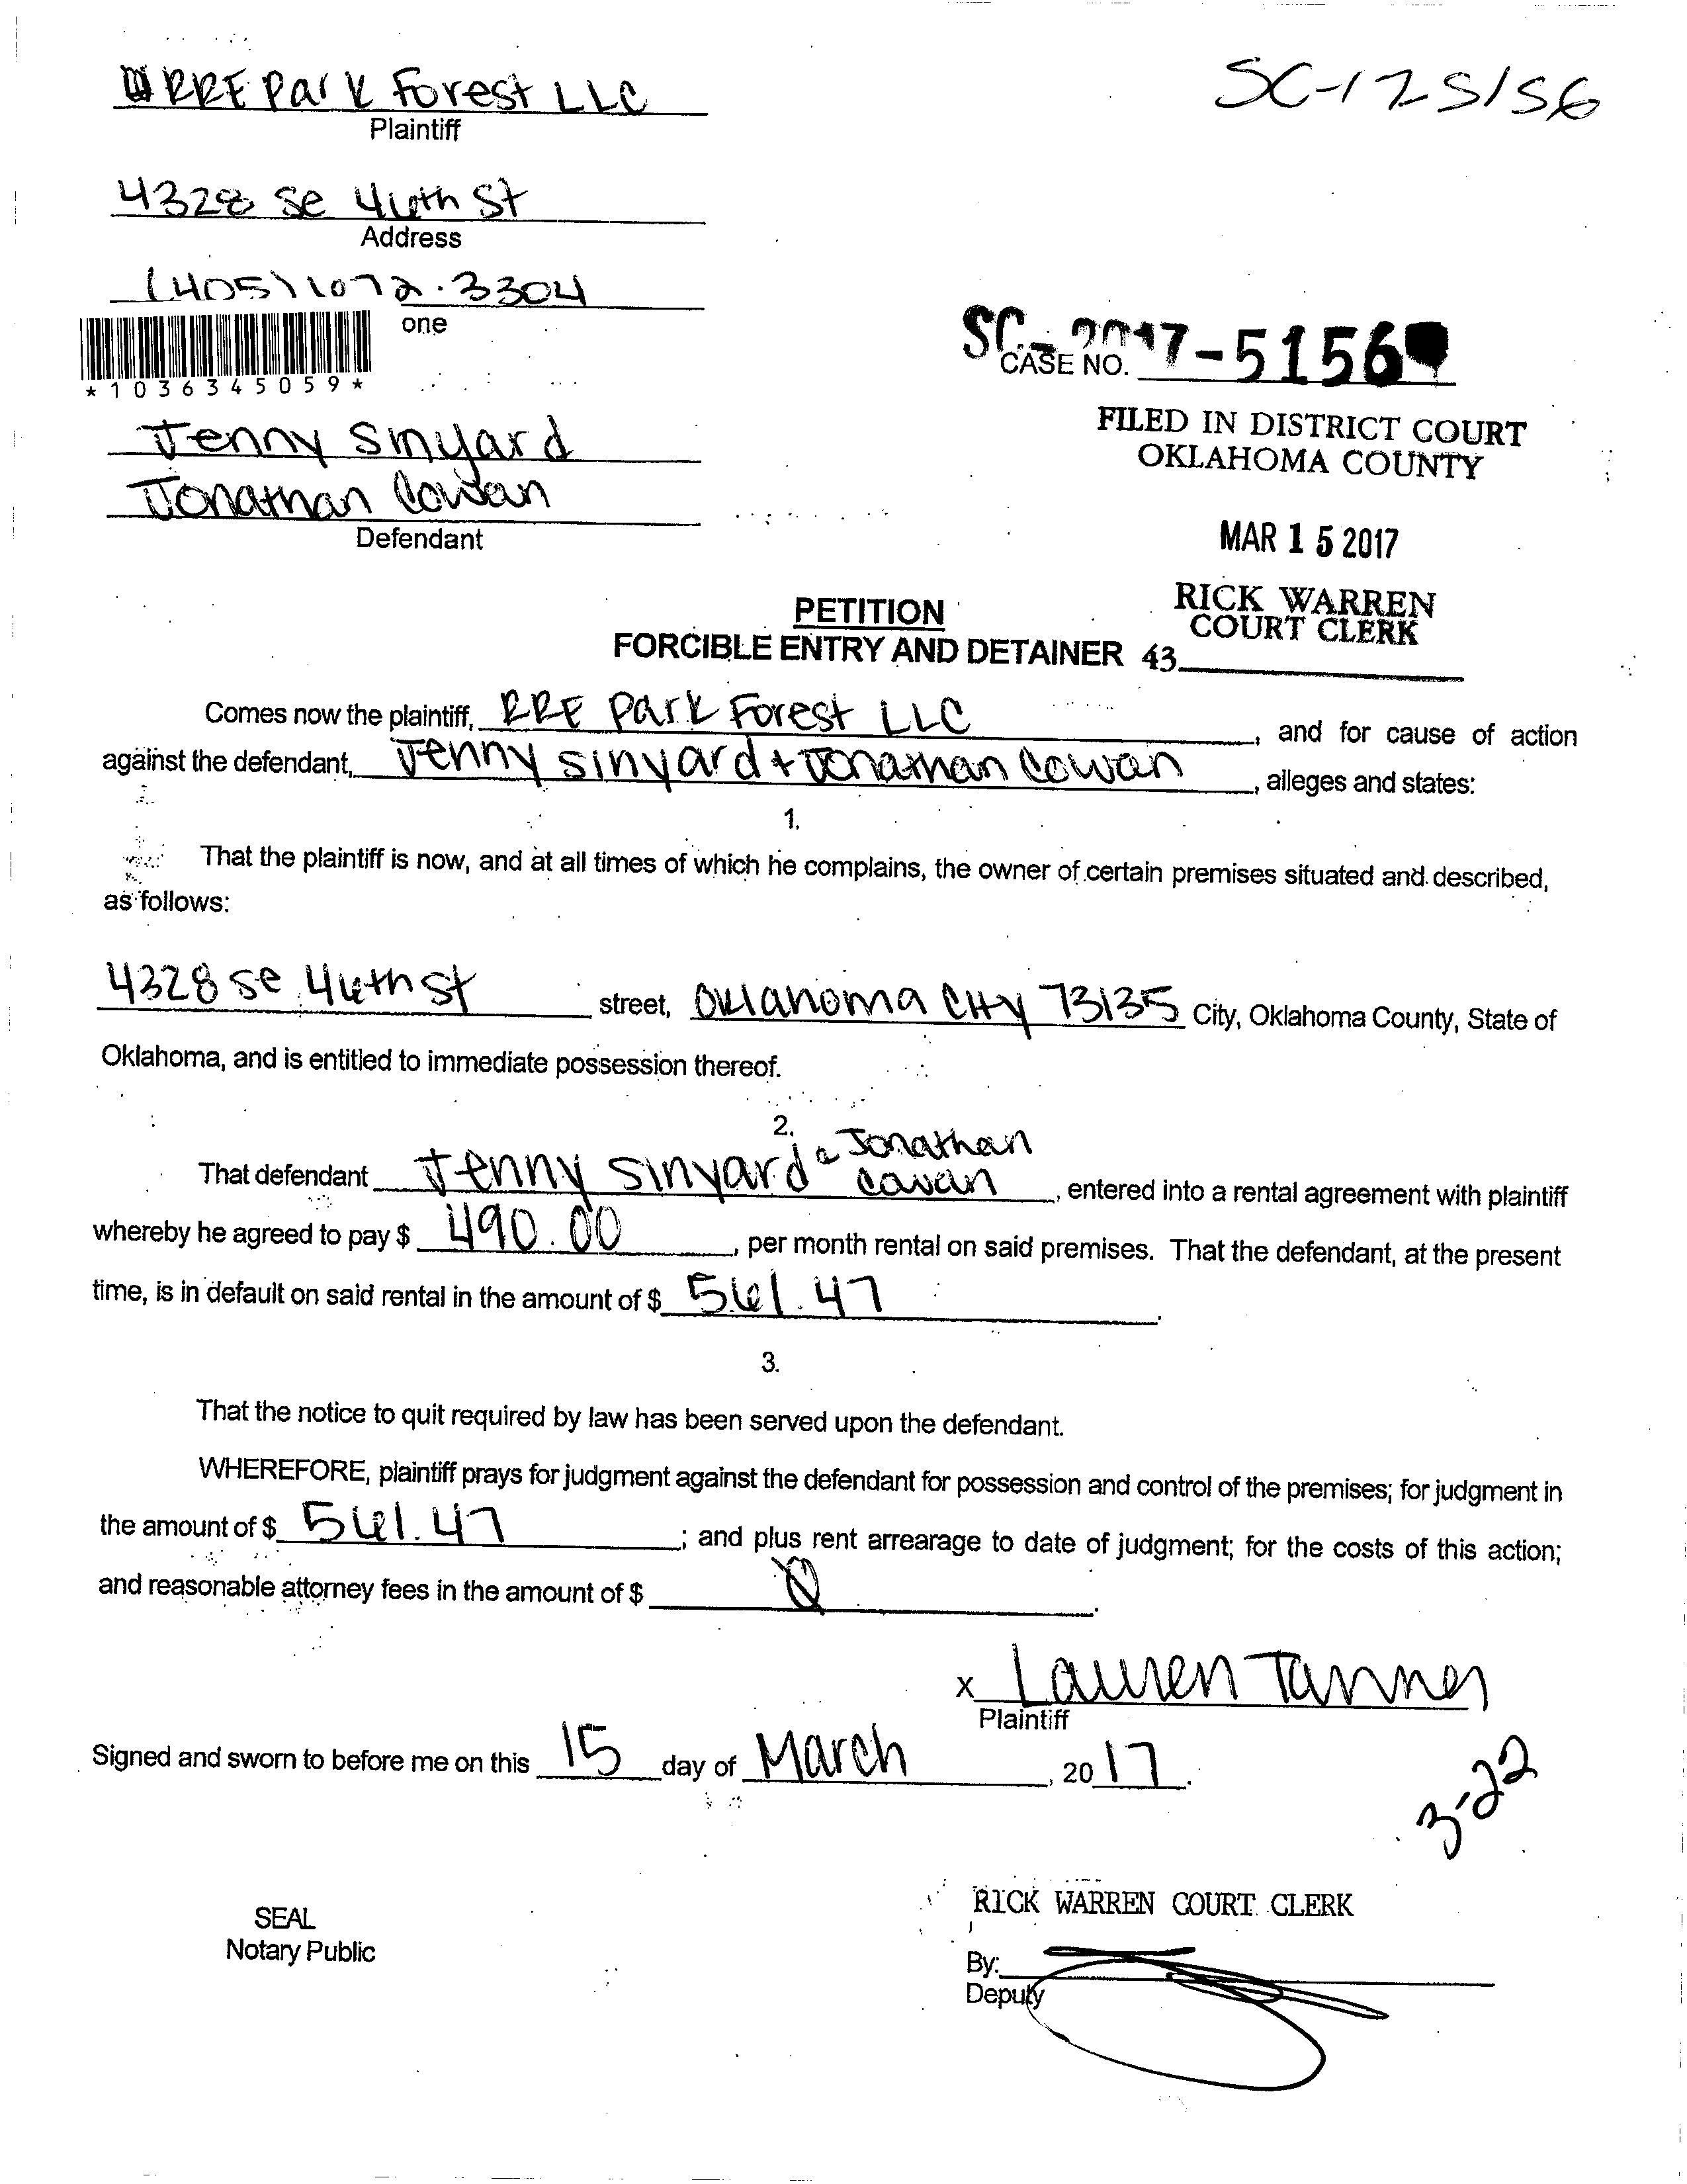 RRE Park Forest LLC
SC-175156
Plaintiff
4328 Se 46th St
Address
(405) 672.3304
one
SC-2017-5156
CASE NO.
*1036345059*
FILED IN DISTRICT COURT
OKLAHOMA COUNTY
Jenny Sinyard
Jonathan Cowan
Defendant
MAR 15 2017
RICK WARREN
COURT CLERK
PETITION
FORCIBLE ENTRY AND DETAINER 43
Comes now the plaintiff, RRE Park Forest LLC, and for cause of action
against the defendant, Jenny Sinyard + Jonathan Cowan, alleges and states:
1.
That the plaintiff is now, and at all times of which he complains, the owner of certain premises situated and described,
as follows:
4328 Se 46th St street, Oklahoma City 73135 City, Oklahoma County, State of
Oklahoma, and is entitled to immediate possession thereof.
2.
That defendant Jenny Sinyard & Jonathan Cowan, entered into a rental agreement with plaintiff
whereby he agreed to pay $ 490.00, per month rental on said premises. That the defendant, at the present
time, is in default on said rental in the amount of $ 561.47.
3.
That the notice to quit required by law has been served upon the defendant.
WHEREFORE, plaintiff prays for judgment against the defendant for possession and control of the premises; for judgment in
the amount of $ 561.47; and plus rent arrearage to date of judgment; for the costs of this action;
and reasonable attorney fees in the amount of $ 0.
x Lauren Tanner
Plaintiff
Signed and sworn to before me on this 15 day of March, 2017.
3-22
SEAL
Notary Public
RICK WARREN COURT CLERK
By:
Deputy